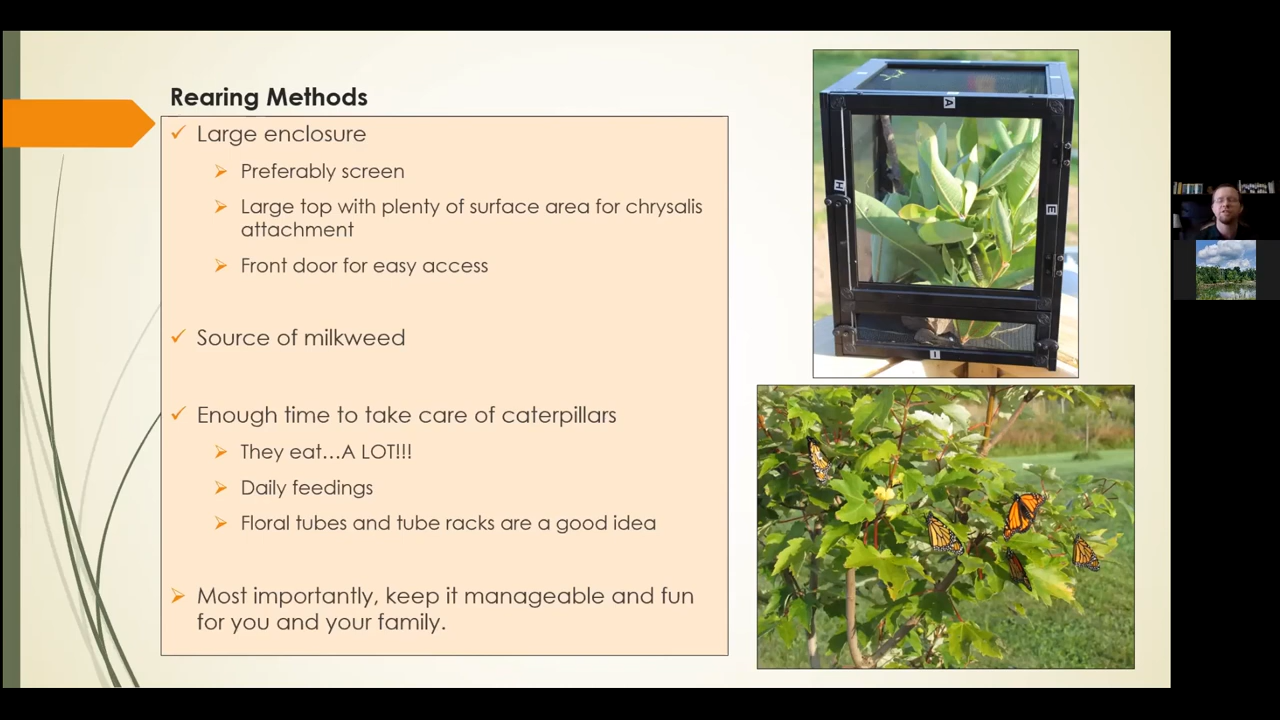 Rearing Methods
Large enclosure
Preferably screen
Large top with plenty of surface area for chrysalis
attachment
Front door for easy access
Source of milkweed
Enough time to take care of caterpillars
They eat…A LOT!!!
Daily feedings
Floral tubes and tube racks are a good idea
Most importantly, keep it manageable and fun
for you and your family.
A
H
E
I